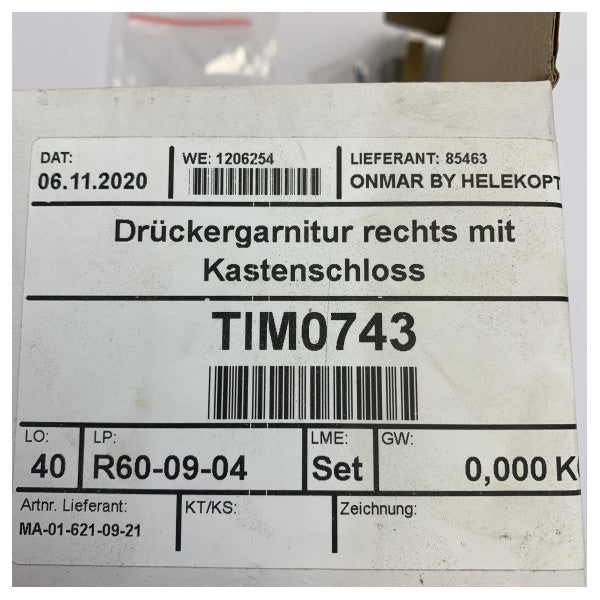 DAT:
06.11.2020
WE: 1206254
LIEFERANT: 85463
ONMAR BY HELEKOPT
Drückergarnitur rechts mit
Kastenschloss
TIM0743
LO:
40
LP:
R60-09-04
LME:
Set
GW:
0,000 K
Artnr. Lieferant:
MA-01-621-09-21
KT/KS:
Zeichnung: